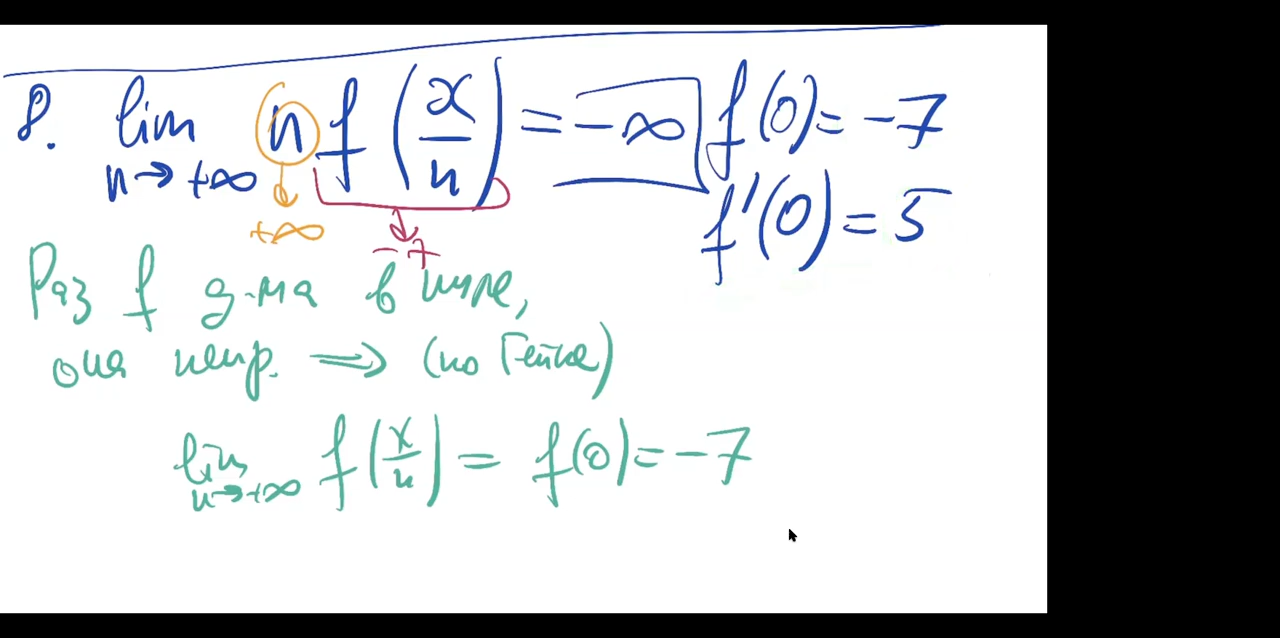 8. lim n f (x/n) = -∞ f(0) = -7
n→+∞
f'(0) = 5
+∞ -7
Раз f д-ма в нуле,
она непр. ⟹ (по Гейне)
lim f(x/n) = f(0) = -7
n→+∞